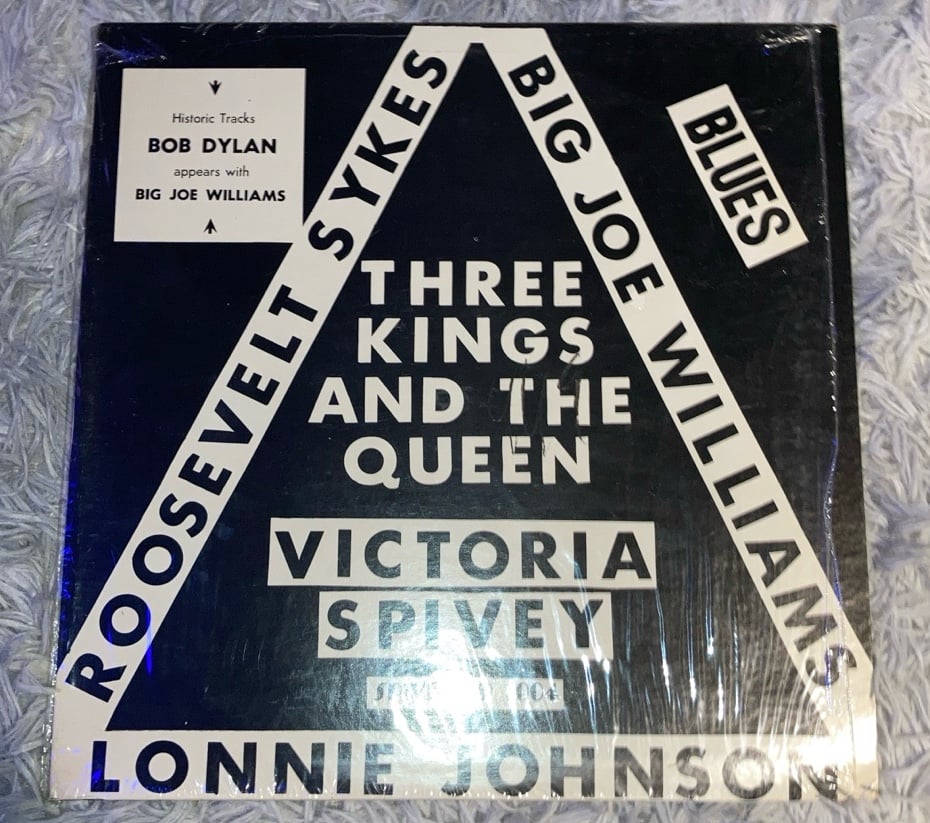 Historic Tracks
BOB DYLAN
appears with
BIG JOE WILLIAMS
ROOSEVELT SYKES
BIG JOE WILLIAMS
BLUES
THREE
KINGS
AND THE
QUEEN
VICTORIA
SPIVEY
LONNIE JOHNSON